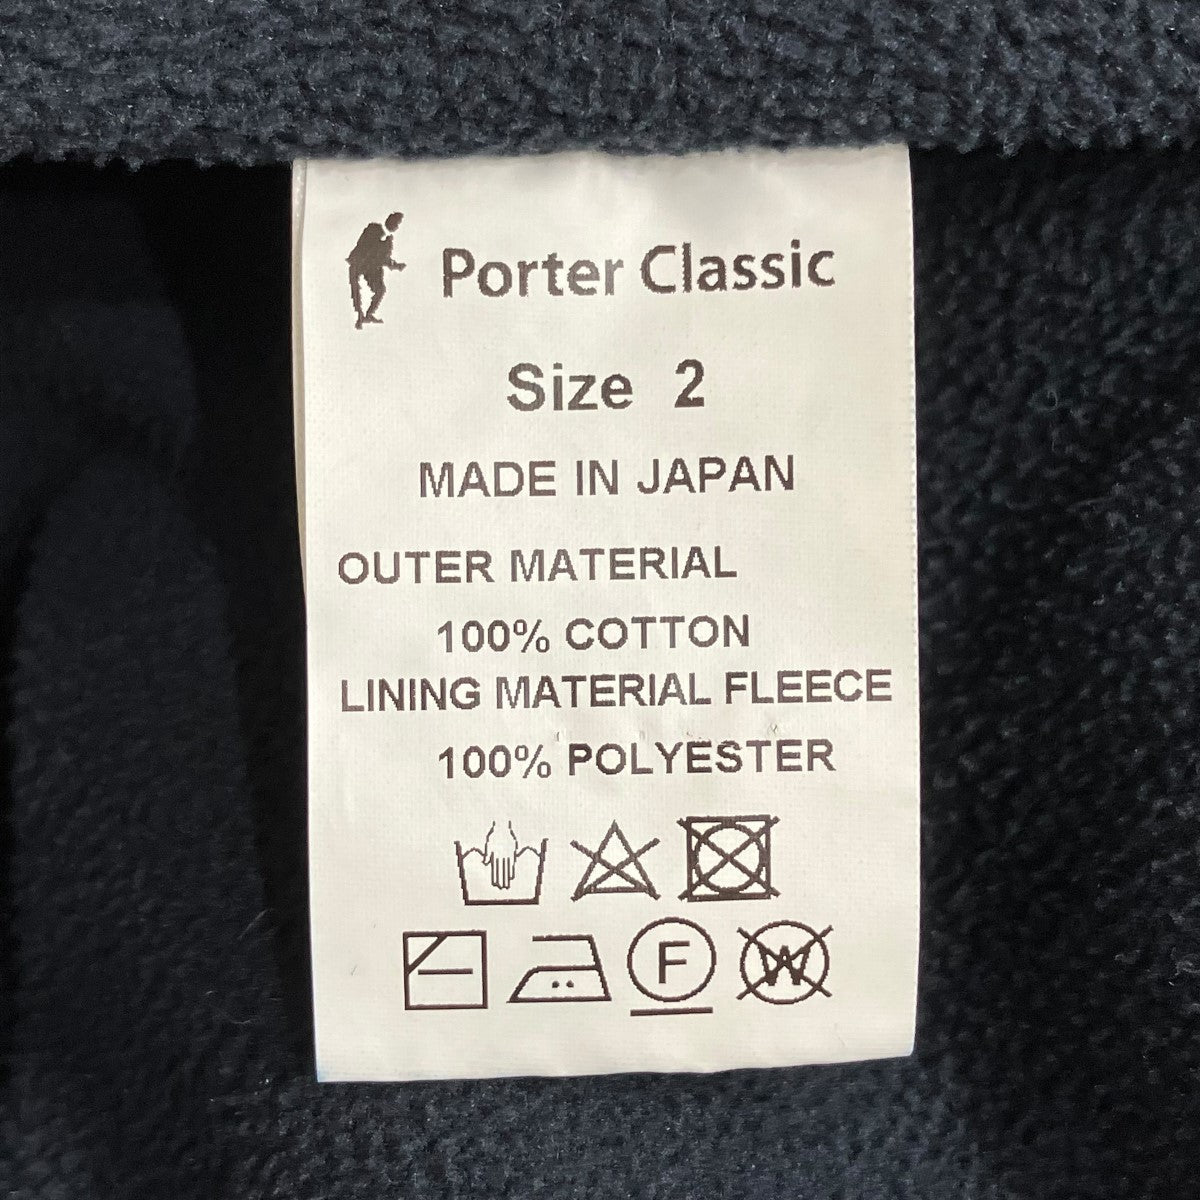 Porter Classic
Size 2
MADE IN JAPAN
OUTER MATERIAL
100% COTTON
LINING MATERIAL FLEECE
100% POLYESTER
F W